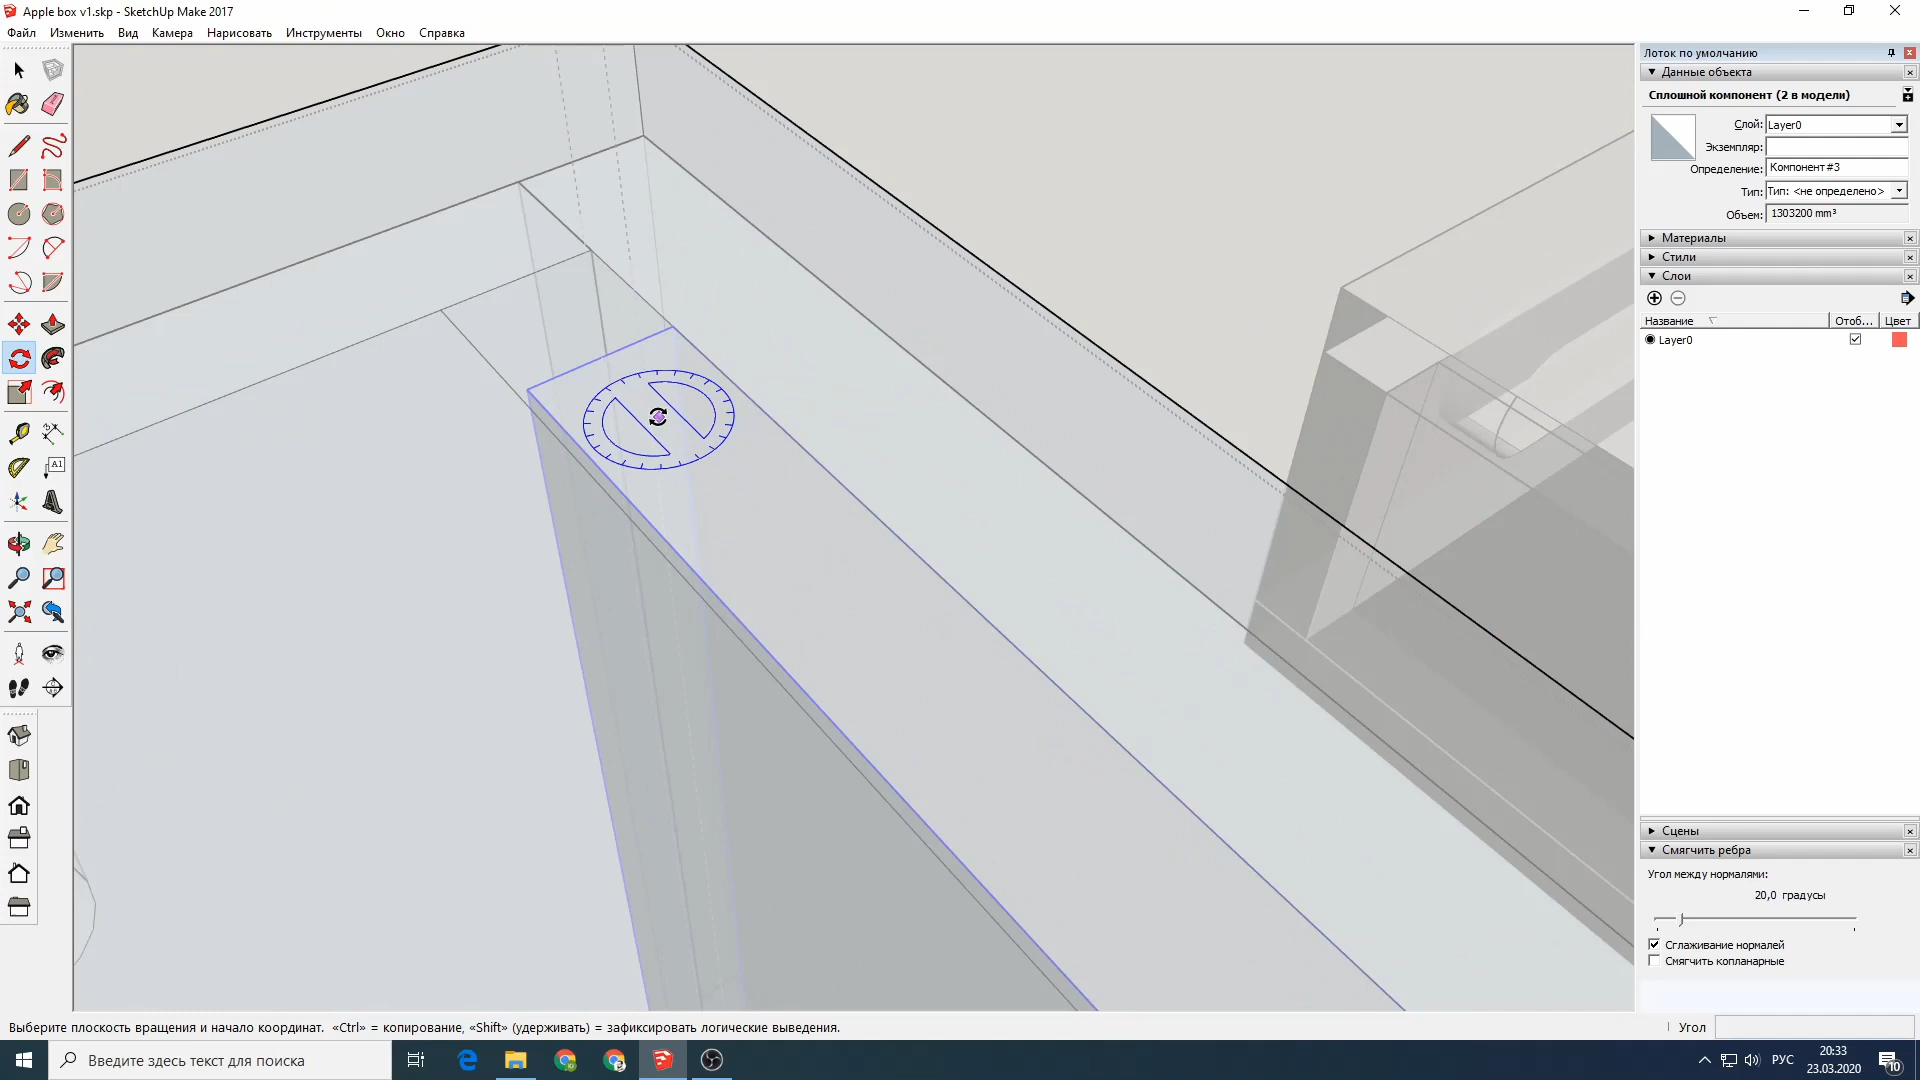 Apple box v1.skp - SketchUp Make 2017
Файл Изменить Вид Камера Нарисовать Инструменты Окно Справка
Лоток по умолчанию
Данные объекта
Сплошной компонент (2 в модели)
Слой: Layer0
Экземпляр:
Определение: Компонент#3
Тип: Тип: <не определено>
Объем: 1303200 mm³
Материалы
Стили
Слои
Название Отоб... Цвет
Layer0
A1
Сцены
Смягчить ребра
Угол между нормалями:
20,0 градусы
Сглаживание нормалей
Смягчить копланарные
Выберите плоскость вращения и начало координат. «Ctrl» = копирование, «Shift» (удерживать) = зафиксировать логические выведения.
Угол
Введите здесь текст для поиска
РУС
20:33
23.03.2020
10